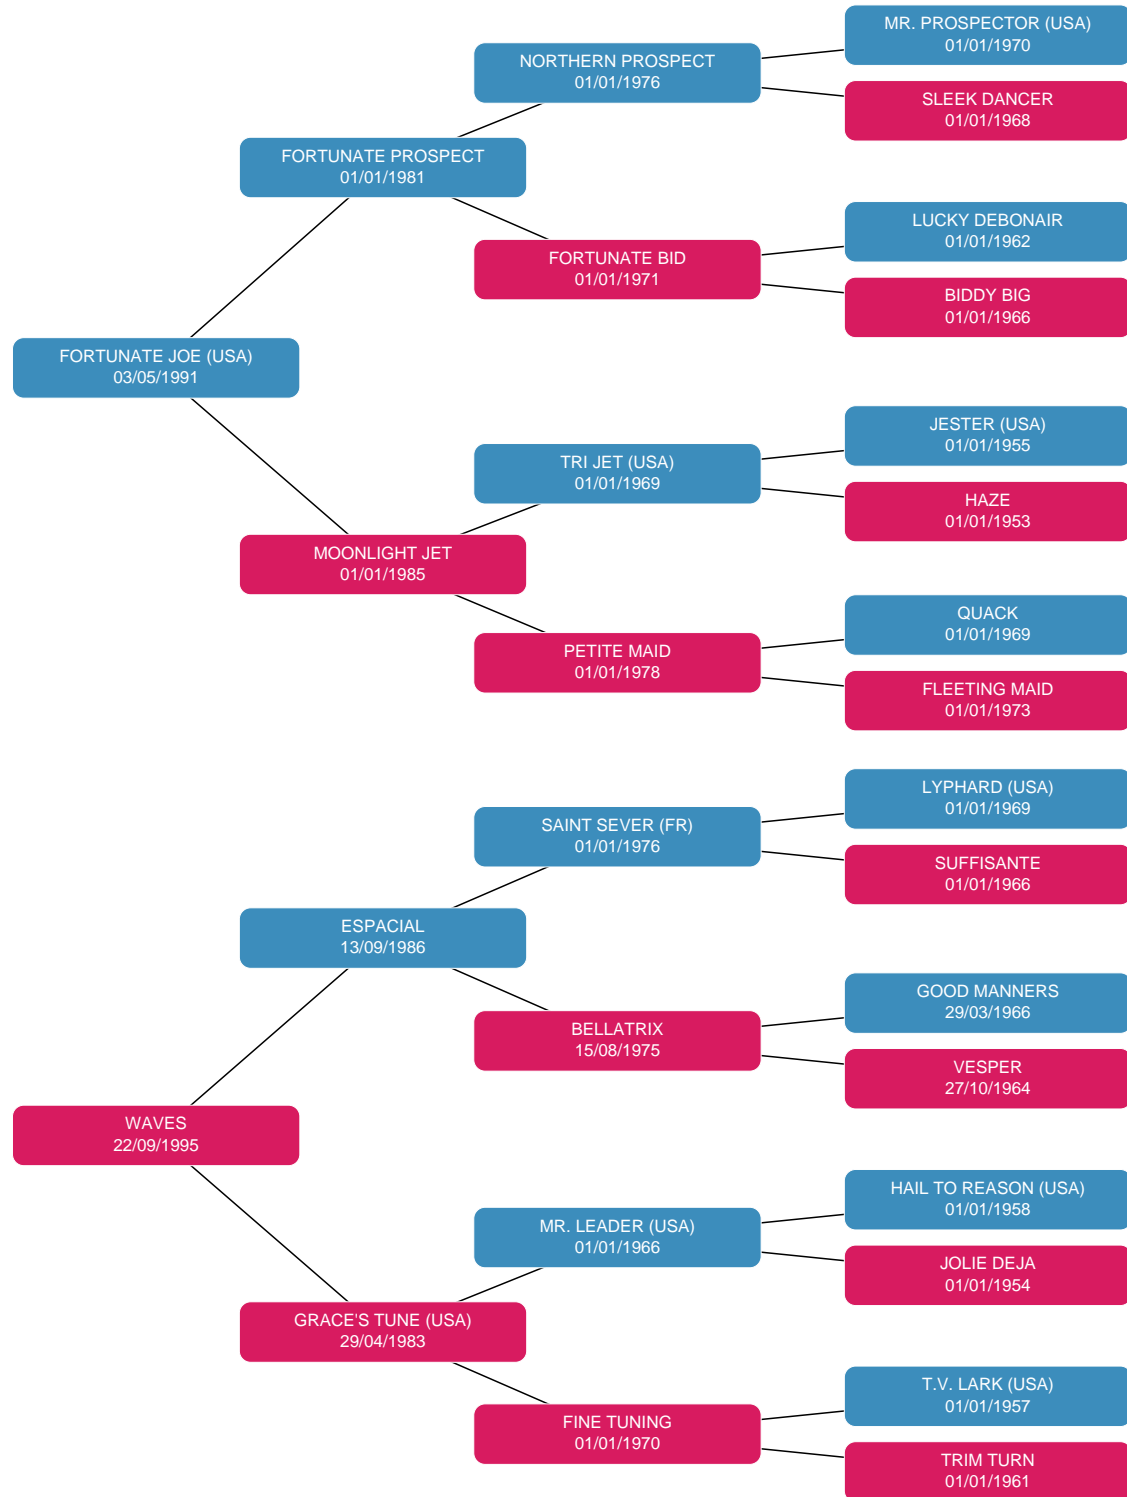 MR. PROSPECTOR (USA)
01/01/1970
NORTHERN PROSPECT
01/01/1976
SLEEK DANCER
01/01/1968
FORTUNATE PROSPECT
01/01/1981
LUCKY DEBONAIR
01/01/1962
FORTUNATE BID
01/01/1971
BIDDY BIG
01/01/1966
FORTUNATE JOE (USA)
03/05/1991
JESTER (USA)
01/01/1955
TRI JET (USA)
01/01/1969
HAZE
01/01/1953
MOONLIGHT JET
01/01/1985
QUACK
01/01/1969
PETITE MAID
01/01/1978
FLEETING MAID
01/01/1973
LYPHARD (USA)
01/01/1969
SAINT SEVER (FR)
01/01/1976
SUFFISANTE
01/01/1966
ESPACIAL
13/09/1986
GOOD MANNERS
29/03/1966
BELLATRIX
15/08/1975
VESPER
27/10/1964
WAVES
22/09/1995
HAIL TO REASON (USA)
01/01/1958
MR. LEADER (USA)
01/01/1966
JOLIE DEJA
01/01/1954
GRACE'S TUNE (USA)
29/04/1983
T.V. LARK (USA)
01/01/1957
FINE TUNING
01/01/1970
TRIM TURN
01/01/1961